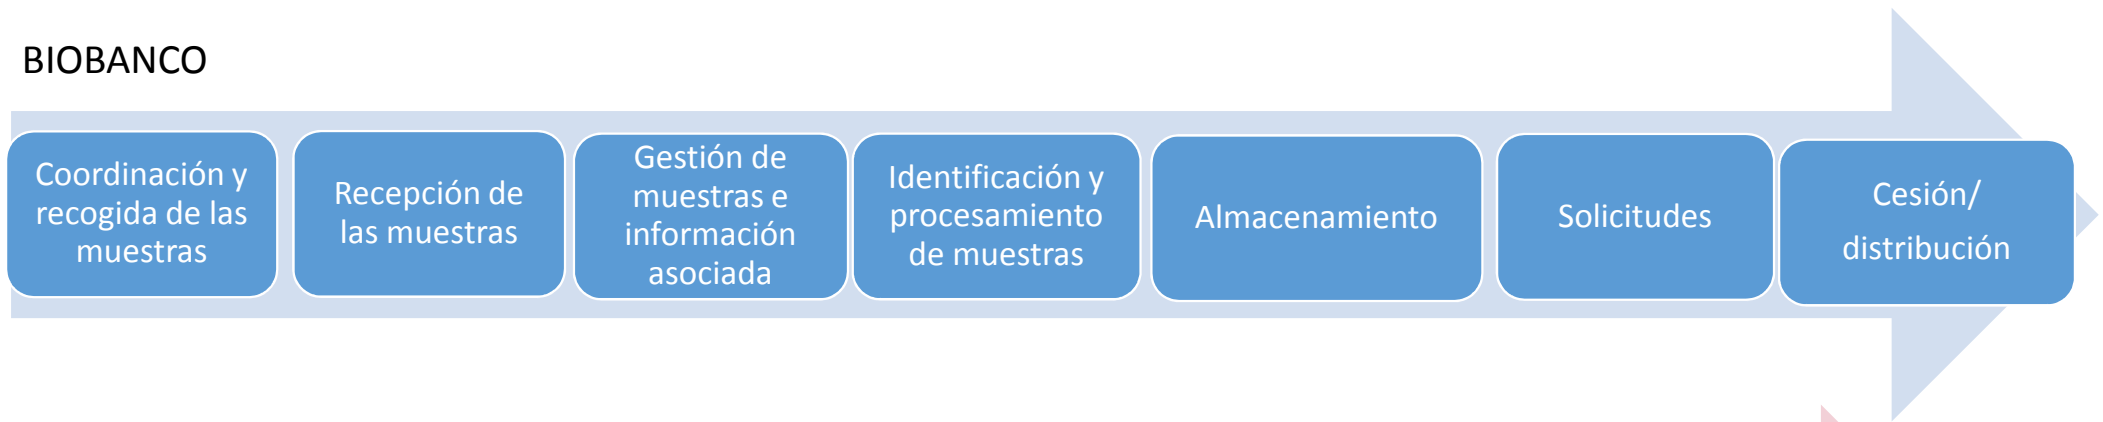 BIOBANCO
Coordinación y
recogida de las
muestras
Recepción de
las muestras
Gestión de
muestras e
información
asociada
Identificación y
procesamiento
de muestras
Almacenamiento
Solicitudes
Cesión/
distribución